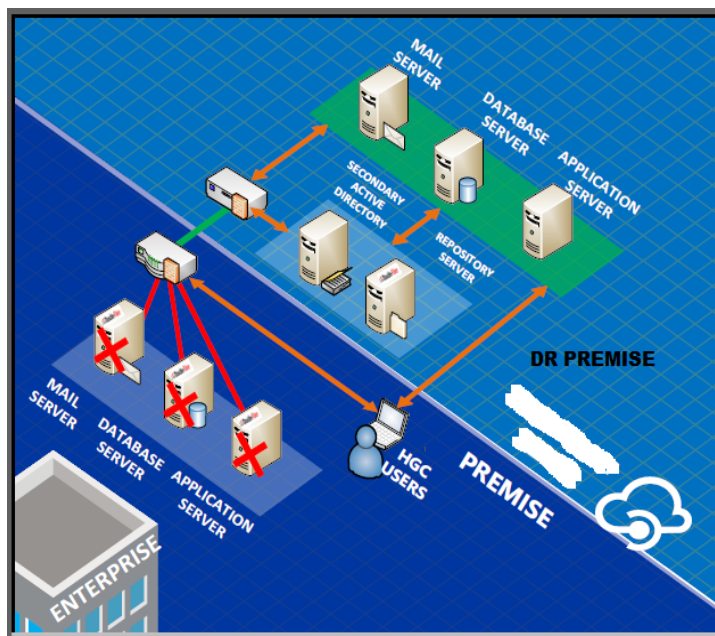 MAIL
SERVER
DATABASE
SERVER
APPLICATION
SERVER
SECONDARY
ACTIVE
DIRECTORY
REPOSITORY
SERVER
DR PREMISE
MAIL
SERVER
DATABASE
SERVER
APPLICATION
SERVER
HGC
USERS
PREMISE
ENTERPRISE